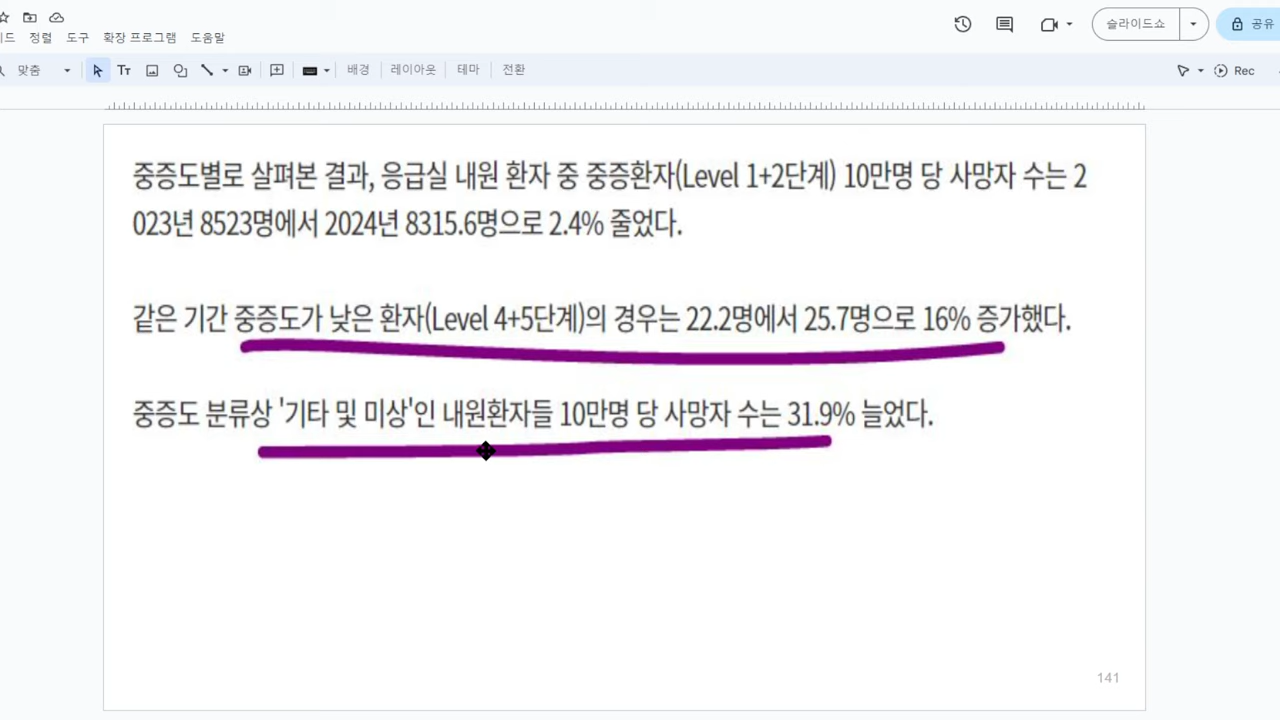 드 정렬 도구 확장 프로그램 도움말
슬라이드쇼
공유
맞춤
Tт
배경 레이아웃 테마 전환
Rec
중증도별로 살펴본 결과, 응급실 내원 환자 중 중증환자(Level 1+2단계) 10만명 당 사망자 수는 2
023년 8523명에서 2024년 8315.6명으로 2.4% 줄었다.
같은 기간 중증도가 낮은 환자(Level 4+5단계)의 경우는 22.2명에서 25.7명으로 16% 증가했다.
중증도 분류상 '기타 및 미상'인 내원환자들 10만명 당 사망자 수는 31.9% 늘었다.
141